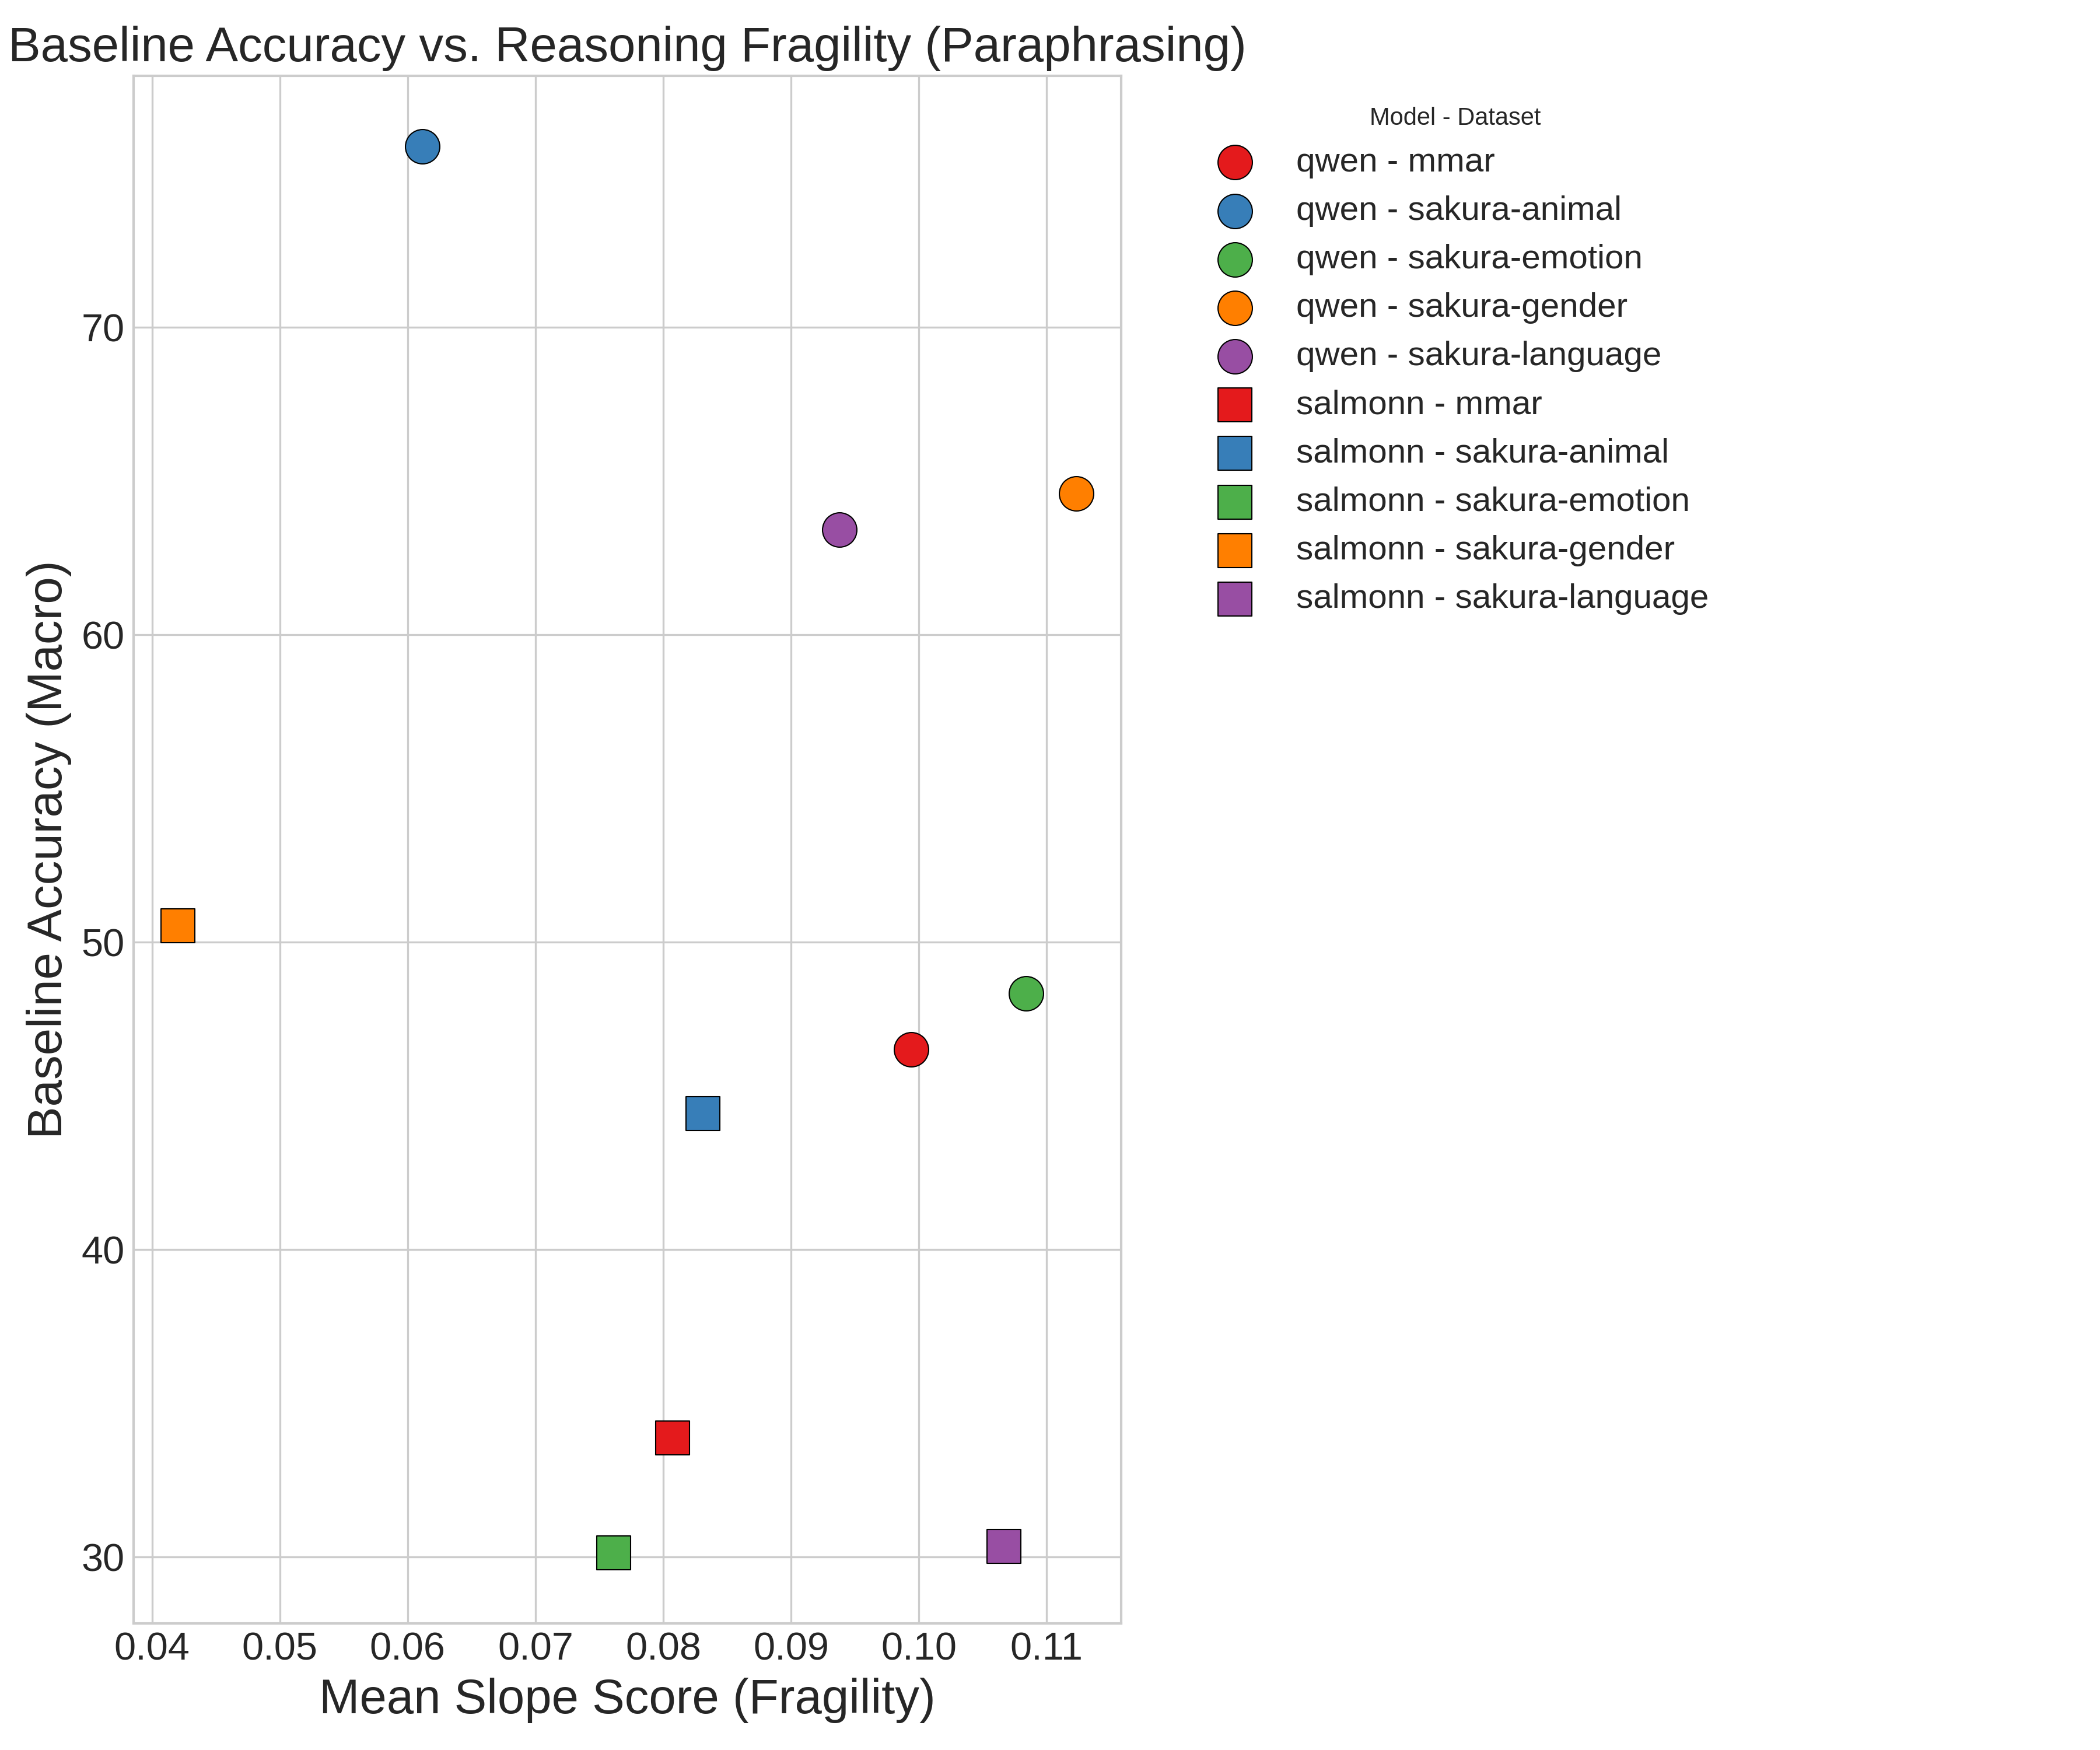 Baseline Accuracy vs. Reasoning Fragility (Paraphrasing)
Model - Dataset
qwen - mmar
qwen - sakura-animal
qwen - sakura-emotion
qwen - sakura-gender
qwen - sakura-language
salmonn - mmar
salmonn - sakura-animal
salmonn - sakura-emotion
salmonn - sakura-gender
salmonn - sakura-language
Baseline Accuracy (Macro)
70
60
50
40
30
0.04 0.05 0.06 0.07 0.08 0.09 0.10 0.11
Mean Slope Score (Fragility)